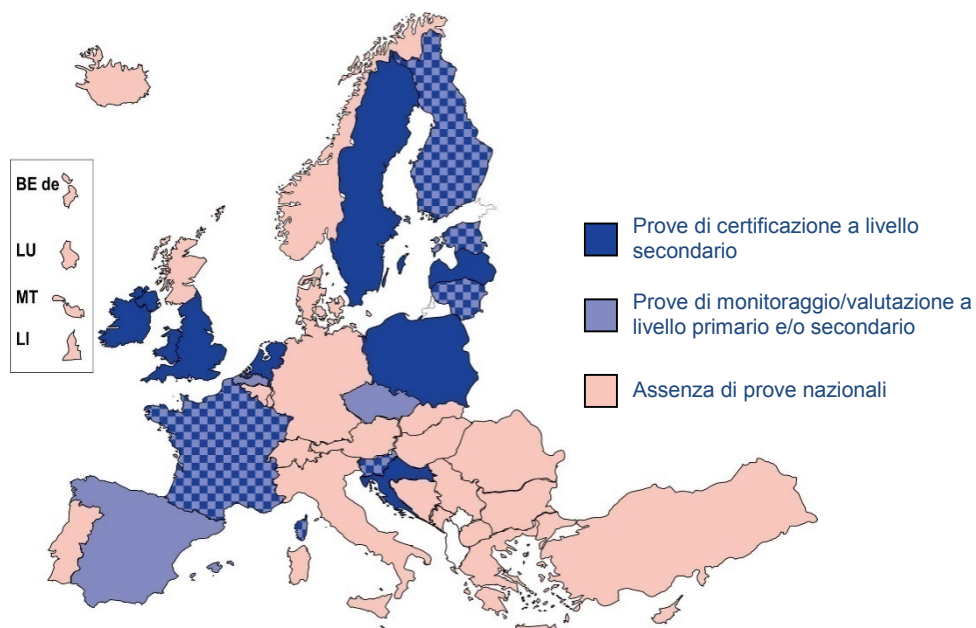 BE de
LU
MT
LI
Prove di certificazione a livello
secondario
Prove di monitoraggio/valutazione a
livello primario e/o secondario
Assenza di prove nazionali